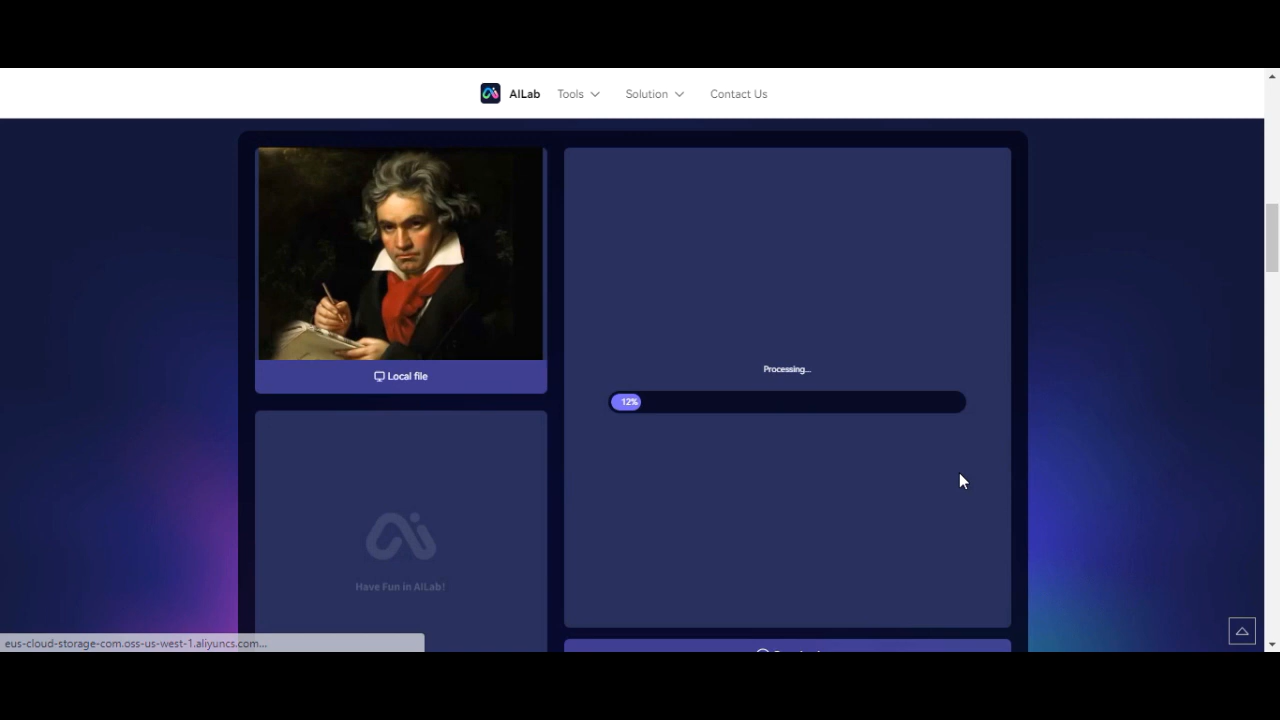 AILab Tools Solution Contact Us
Local file
Processing...
12%
Have Fun in AILab!
eus-cloud-storage-com.oss-us-west-1.aliyuncs.com...